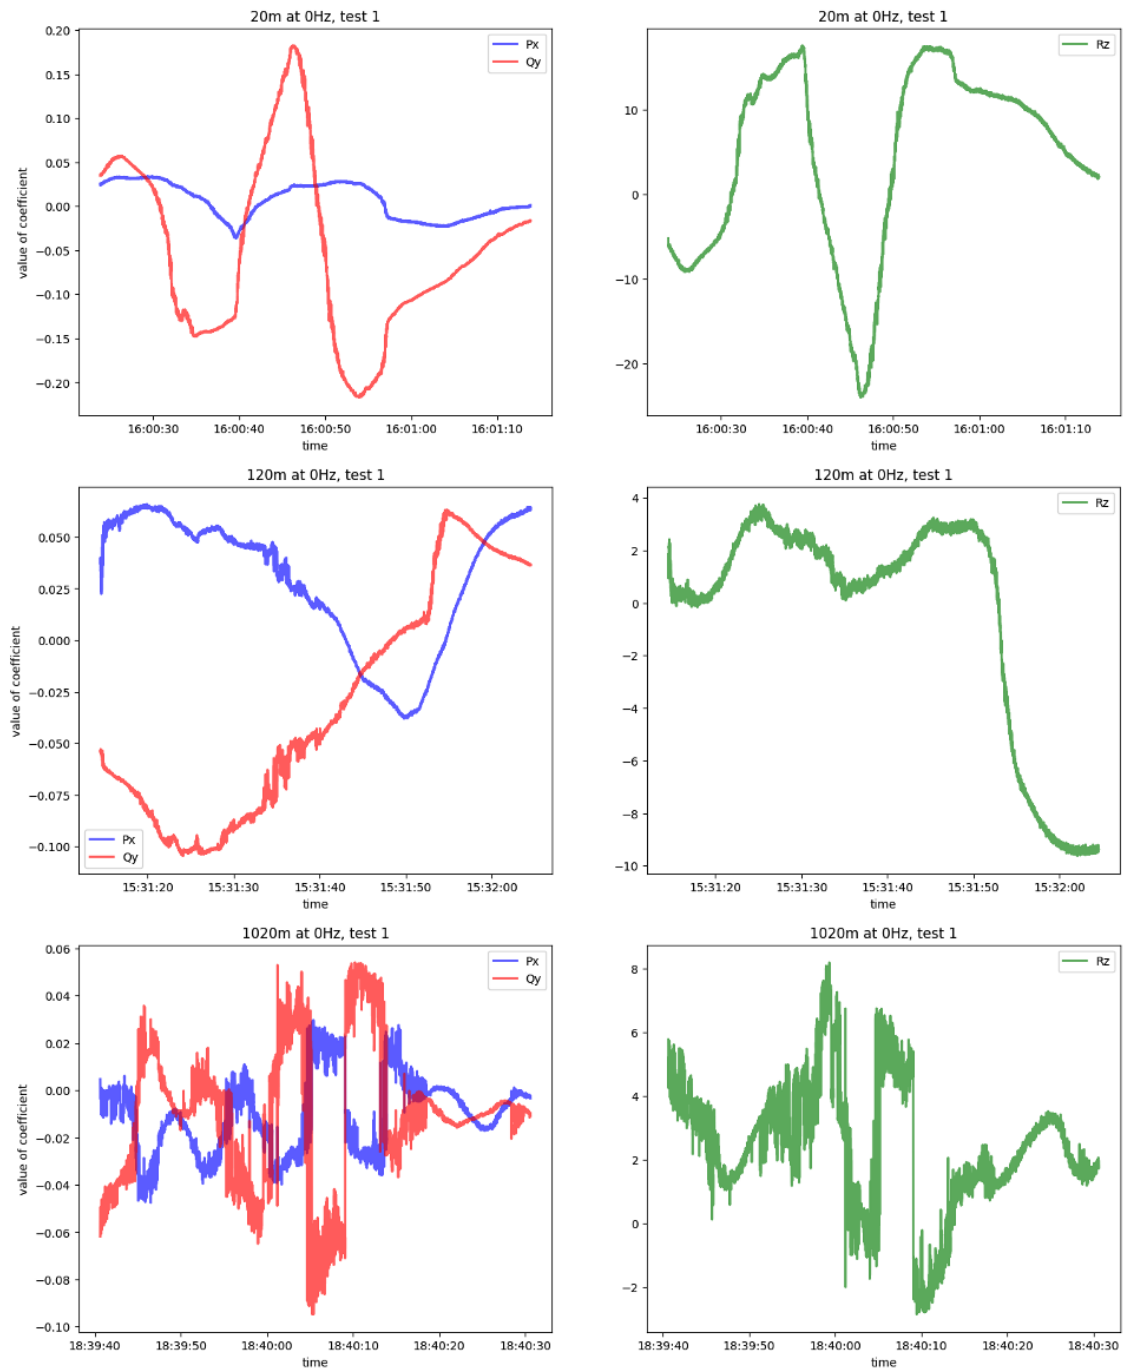 20m at 0Hz, test 1
value of coefficient
0.20
0.15
0.10
0.05
0.00
−0.05
−0.10
−0.15
−0.20
Px
Qy
16:00:30 16:00:40 16:00:50 16:01:00 16:01:10
time
20m at 0Hz, test 1
10
0
−10
−20
Rz
16:00:30 16:00:40 16:00:50 16:01:00 16:01:10
time
120m at 0Hz, test 1
value of coefficient
0.050
0.025
0.000
−0.025
−0.050
−0.075
−0.100
Px
Qy
15:31:20 15:31:30 15:31:40 15:31:50 15:32:00
time
120m at 0Hz, test 1
4
2
0
−2
−4
−6
−8
−10
Rz
15:31:20 15:31:30 15:31:40 15:31:50 15:32:00
time
1020m at 0Hz, test 1
value of coefficient
0.06
0.04
0.02
0.00
−0.02
−0.04
−0.06
−0.08
−0.10
Px
Qy
18:39:40 18:39:50 18:40:00 18:40:10 18:40:20 18:40:30
time
1020m at 0Hz, test 1
8
6
4
2
0
−2
Rz
18:39:40 18:39:50 18:40:00 18:40:10 18:40:20 18:40:30
time